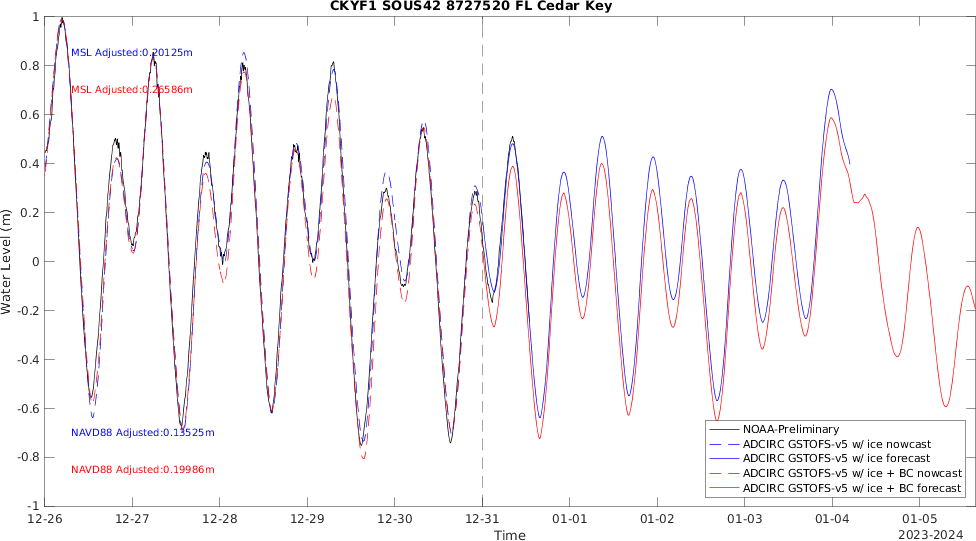 CKYF1 SOUS42 8727520 FL Cedar Key
1
0.8
0.6
0.4
0.2
0
-0.2
-0.4
-0.6
-0.8
-1
Water Level (m)
MSL Adjusted:0.20125m
MSL Adjusted:0.26586m
NAVD88 Adjusted:0.13525m
NAVD88 Adjusted:0.19986m
NOAA-Preliminary
ADCIRC GSTOFS-v5 w/ ice nowcast
ADCIRC GSTOFS-v5 w/ ice forecast
ADCIRC GSTOFS-v5 w/ ice + BC nowcast
ADCIRC GSTOFS-v5 w/ ice + BC forecast
12-26 12-27 12-28 12-29 12-30 12-31 01-01 01-02 01-03 01-04 01-05
Time
2023-2024